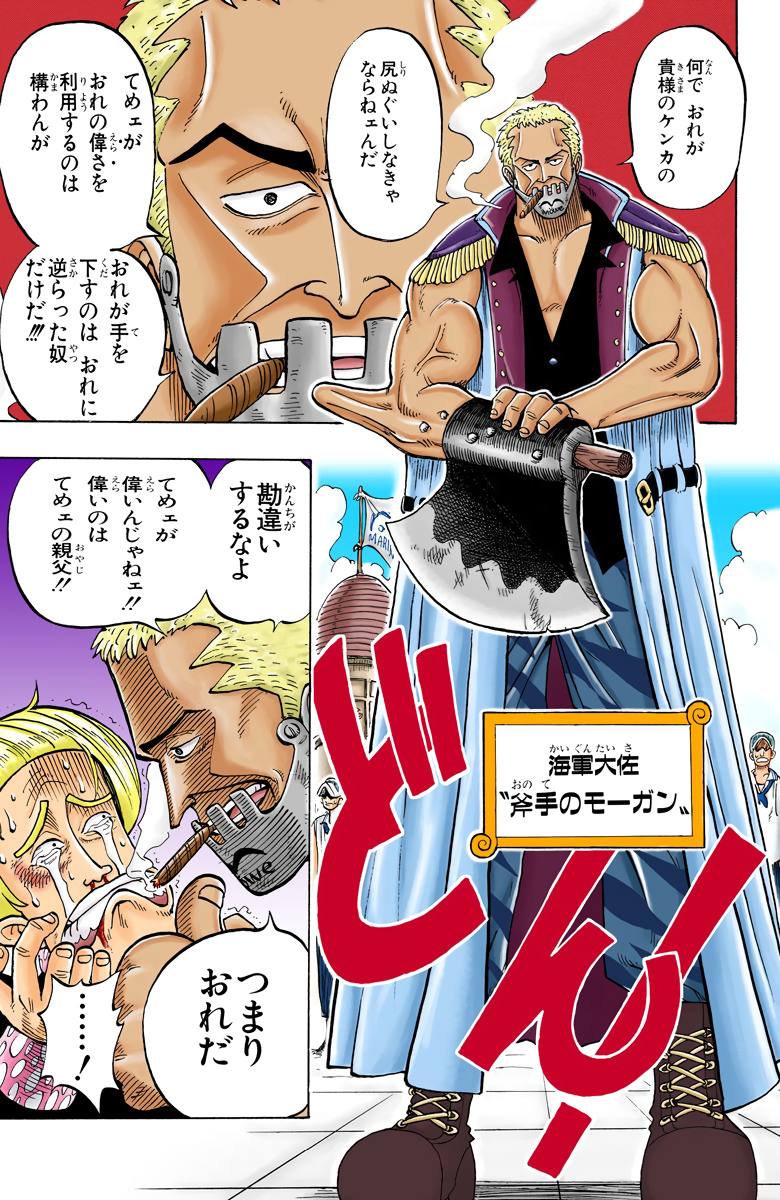 何で おれが
貴様のケンカの
尻ぬぐいしなきゃ
ならねェんだ
てめェが
おれの偉さを
利用するのは
構わんが
おれが手を
下すのは おれに
逆らった奴
だけだ!!!
海軍大佐
〝斧手のモーガン〟
どん!
MARIN
勘違い
するなよ
てめェが
偉いんじゃねェ!!
偉いのは
てめェの親父!!
つまり
おれだ
……!